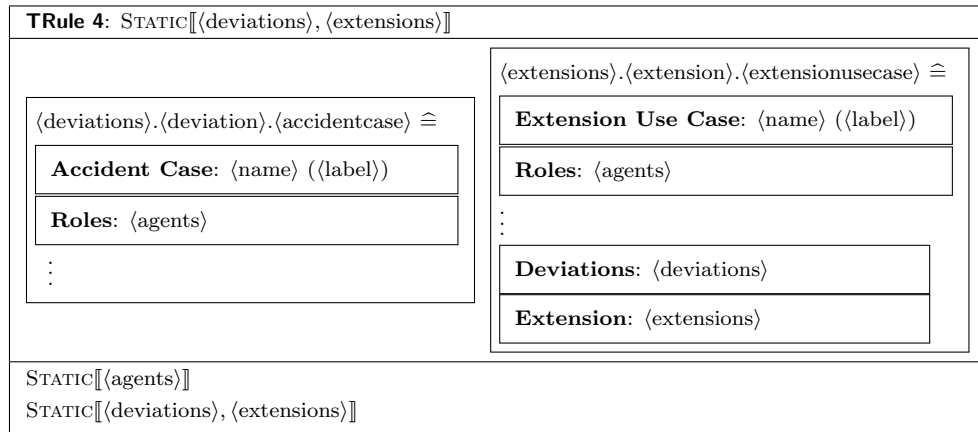 TRule 4: STATIC⟦⟨deviations⟩, ⟨extensions⟩⟧
⟨deviations⟩.⟨deviation⟩.⟨accidentcase⟩ ≙
Accident Case: ⟨name⟩ (⟨label⟩)
Roles: ⟨agents⟩
⋮
⟨extensions⟩.⟨extension⟩.⟨extensionusecase⟩ ≙
Extension Use Case: ⟨name⟩ (⟨label⟩)
Roles: ⟨agents⟩
⋮
Deviations: ⟨deviations⟩
Extension: ⟨extensions⟩
STATIC⟦⟨agents⟩⟧
STATIC⟦⟨deviations⟩, ⟨extensions⟩⟧